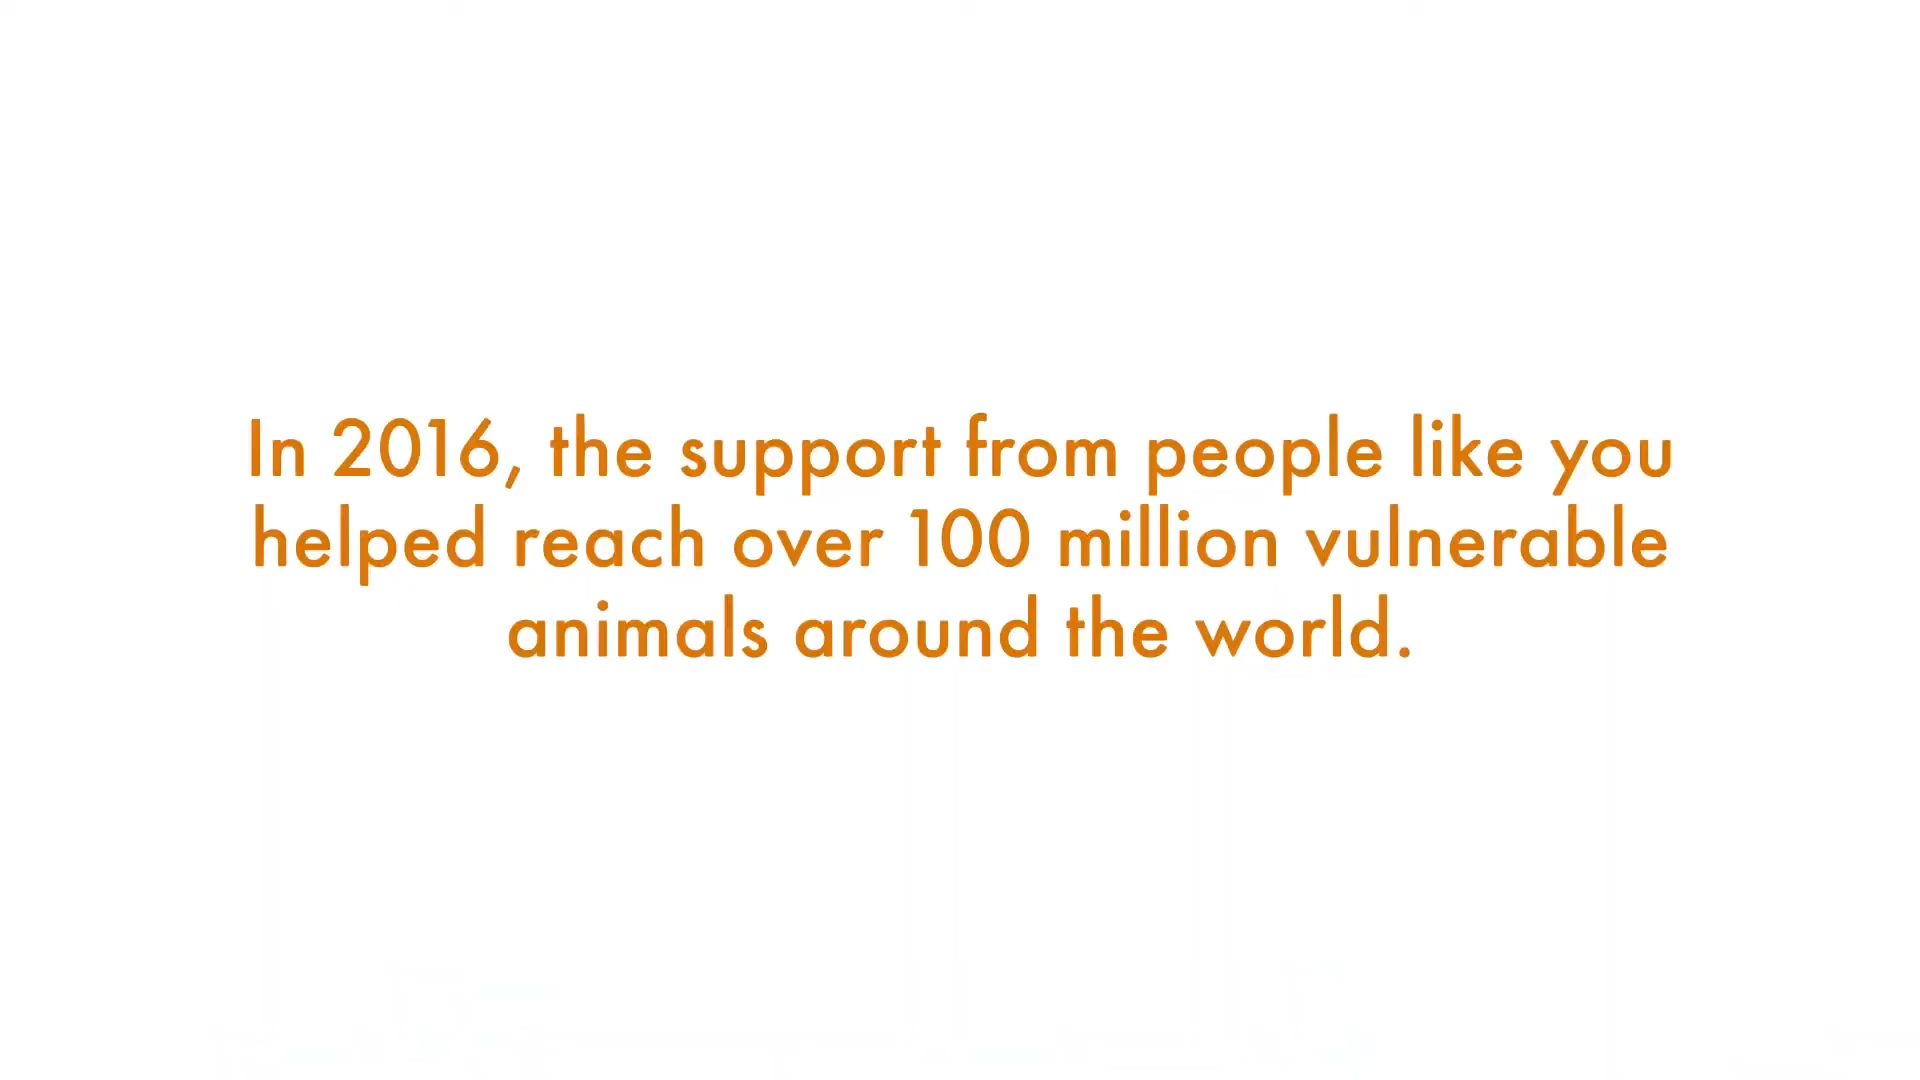 In 2016, the support from people like you
helped reach over 100 million vulnerable
animals around the world.